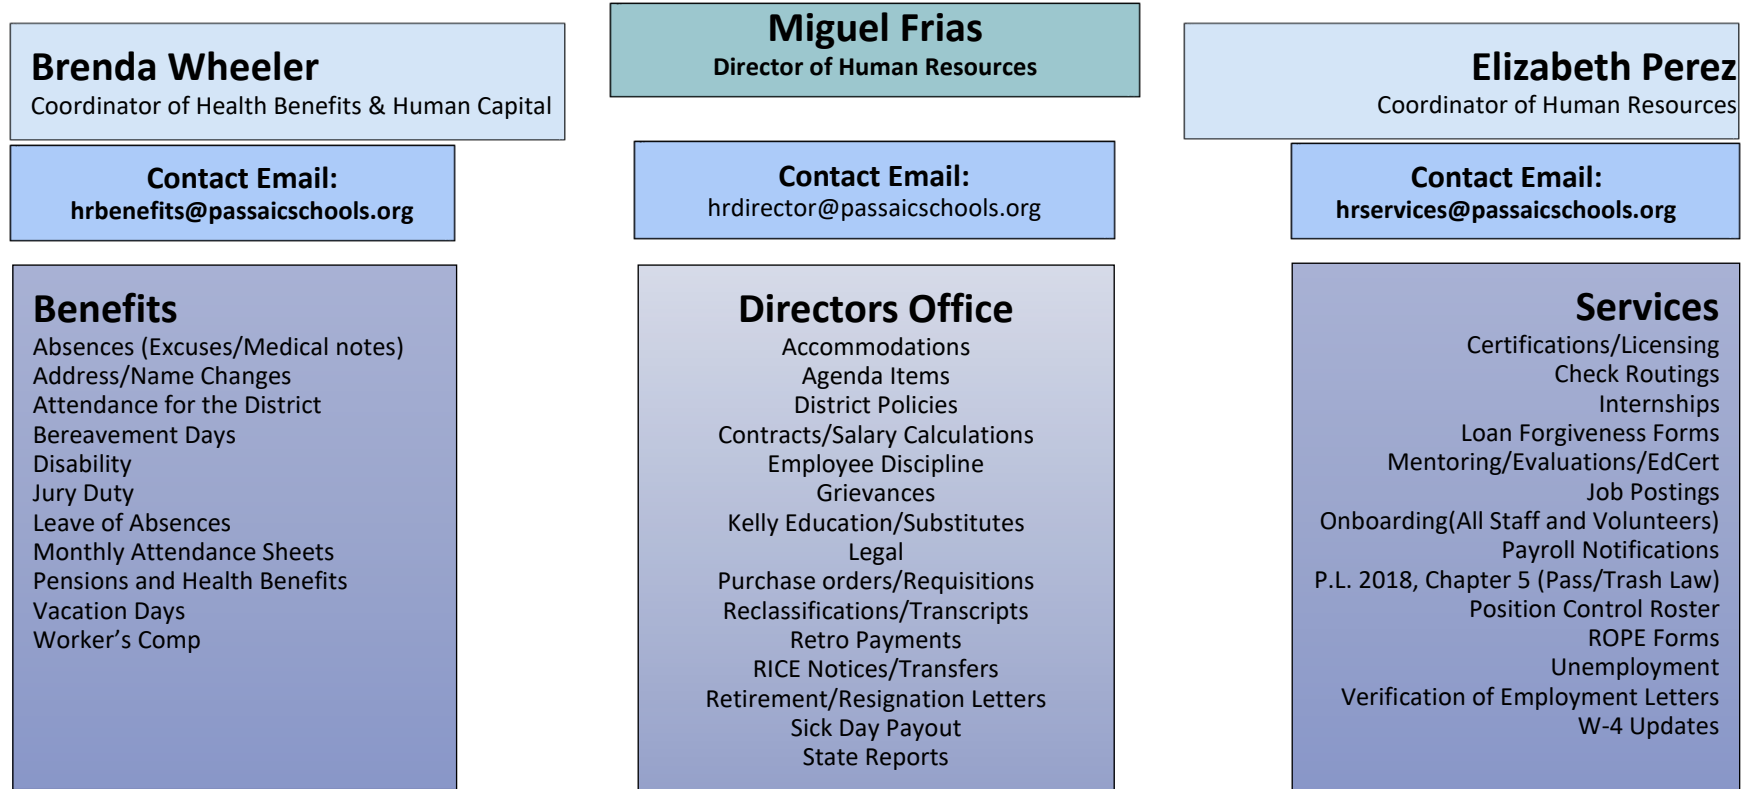 Brenda Wheeler
Coordinator of Health Benefits & Human Capital
Contact Email:
hrbenefits@passaicschools.org
Benefits
Absences (Excuses/Medical notes)
Address/Name Changes
Attendance for the District
Bereavement Days
Disability
Jury Duty
Leave of Absences
Monthly Attendance Sheets
Pensions and Health Benefits
Vacation Days
Worker’s Comp
Miguel Frias
Director of Human Resources
Contact Email:
hrdirector@passaicschools.org
Directors Office
Accommodations
Agenda Items
District Policies
Contracts/Salary Calculations
Employee Discipline
Grievances
Kelly Education/Substitutes
Legal
Purchase orders/Requisitions
Reclassifications/Transcripts
Retro Payments
RICE Notices/Transfers
Retirement/Resignation Letters
Sick Day Payout
State Reports
Elizabeth Perez
Coordinator of Human Resources
Contact Email:
hrservices@passaicschools.org
Services
Certifications/Licensing
Check Routings
Internships
Loan Forgiveness Forms
Mentoring/Evaluations/EdCert
Job Postings
Onboarding(All Staff and Volunteers)
Payroll Notifications
P.L. 2018, Chapter 5 (Pass/Trash Law)
Position Control Roster
ROPE Forms
Unemployment
Verification of Employment Letters
W-4 Updates